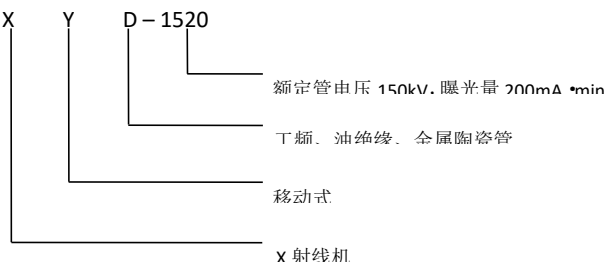 X Y D – 1520
额定管电压 150kV，曝光量 200mA •min
工频、油绝缘、金属陶瓷管
移动式
X 射线机